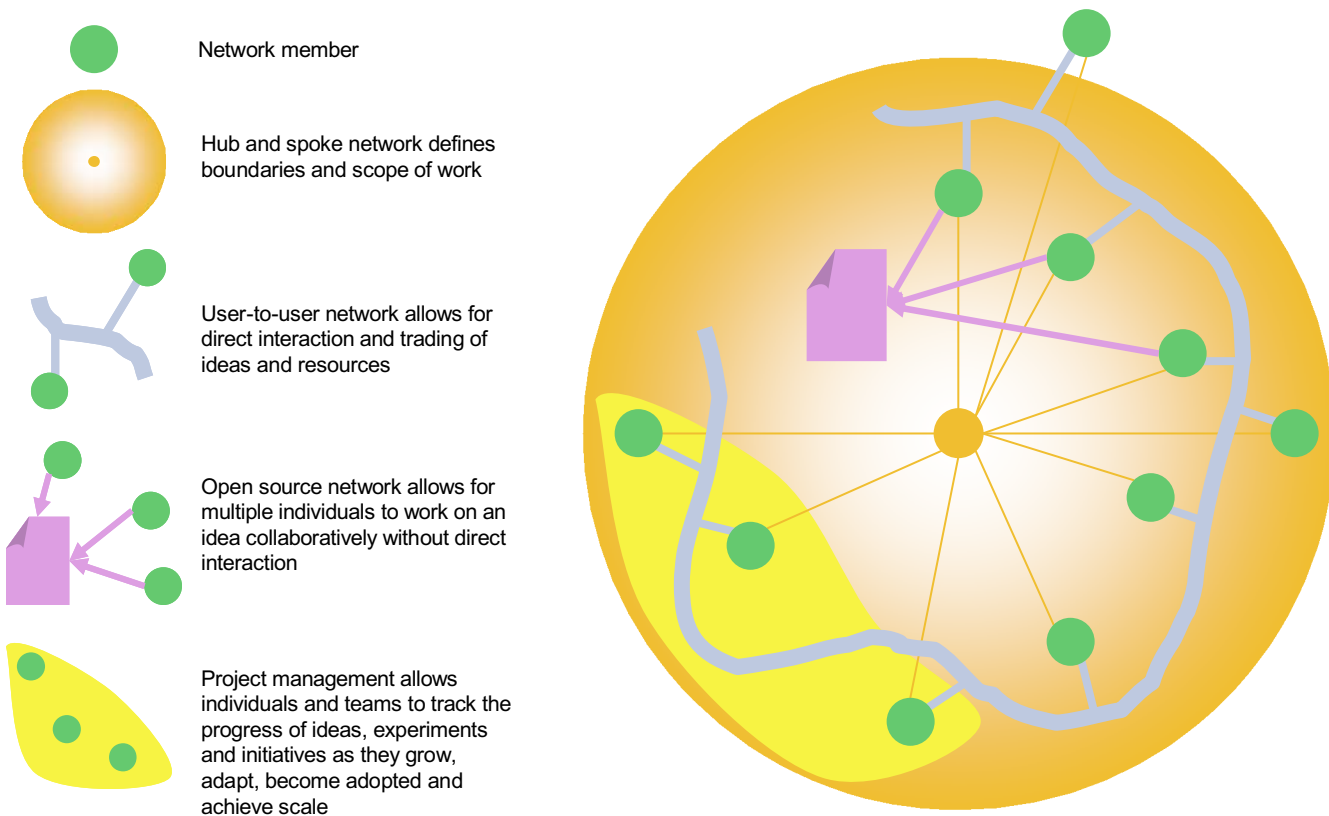 Network member
Hub and spoke network defines
boundaries and scope of work
User-to-user network allows for
direct interaction and trading of
ideas and resources
Open source network allows for
multiple individuals to work on an
idea collaboratively without direct
interaction
Project management allows
individuals and teams to track the
progress of ideas, experiments
and initiatives as they grow,
adapt, become adopted and
achieve scale